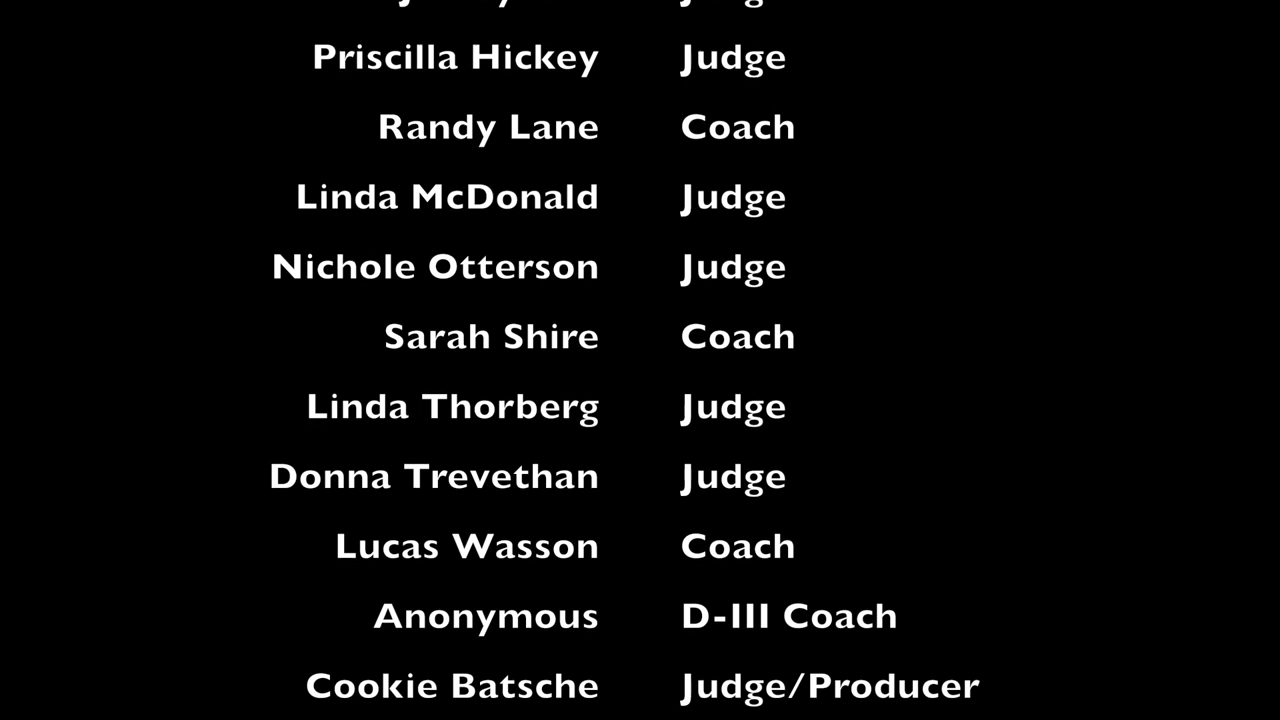 Priscilla Hickey Judge
Randy Lane Coach
Linda McDonald Judge
Nichole Otterson Judge
Sarah Shire Coach
Linda Thorberg Judge
Donna Trevethan Judge
Lucas Wasson Coach
Anonymous D-III Coach
Cookie Batsche Judge/Producer